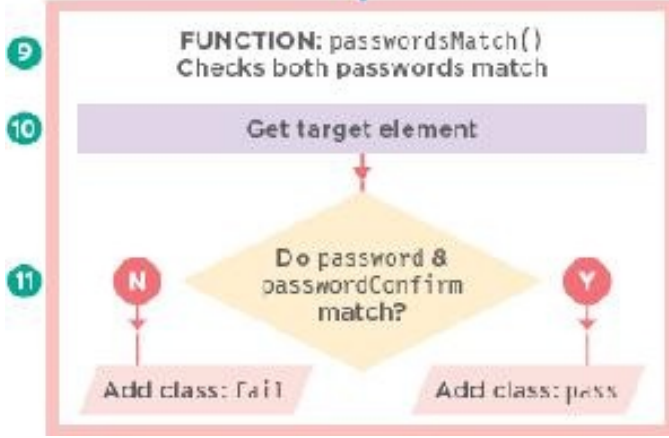 9
FUNCTION: passwordsMatch()
Checks both passwords match
10
Get target element
11
N
Do password &
passwordConfirm
match?
Y
Add class: fail
Add class: pass